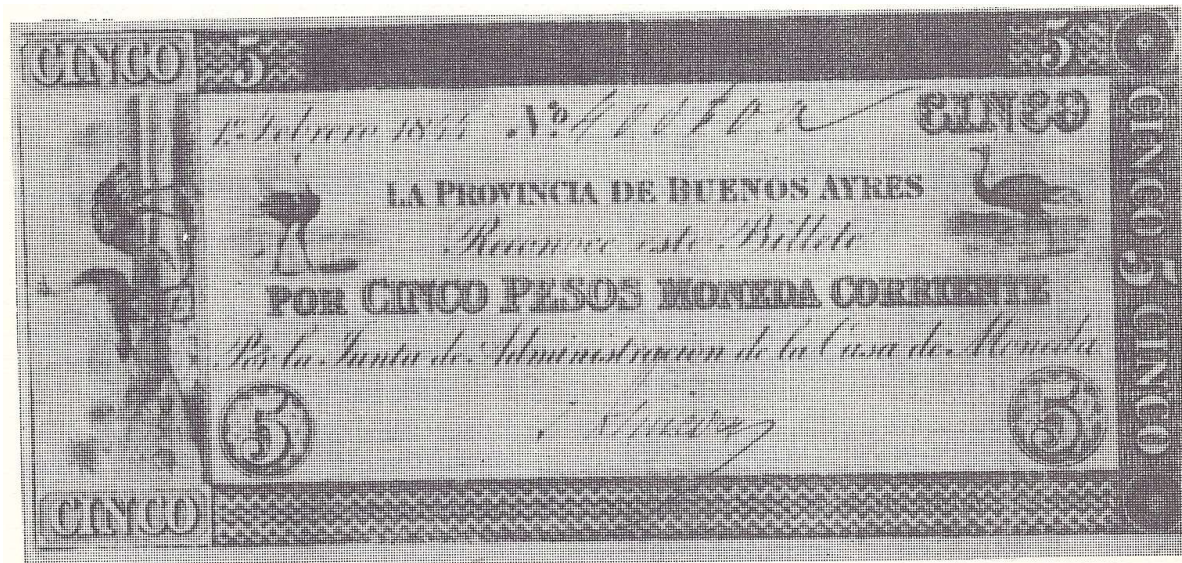 CINCO 5 5
1º Febrero 18 Nº CINCO
LA PROVINCIA DE BUENOS AYRES
Reconoce este Billete
POR CINCO PESOS MONEDA CORRIENTE
Por la Junta de Administracion de la Casa de Moneda
5 5
CINCO
CINCO 5 CINCO